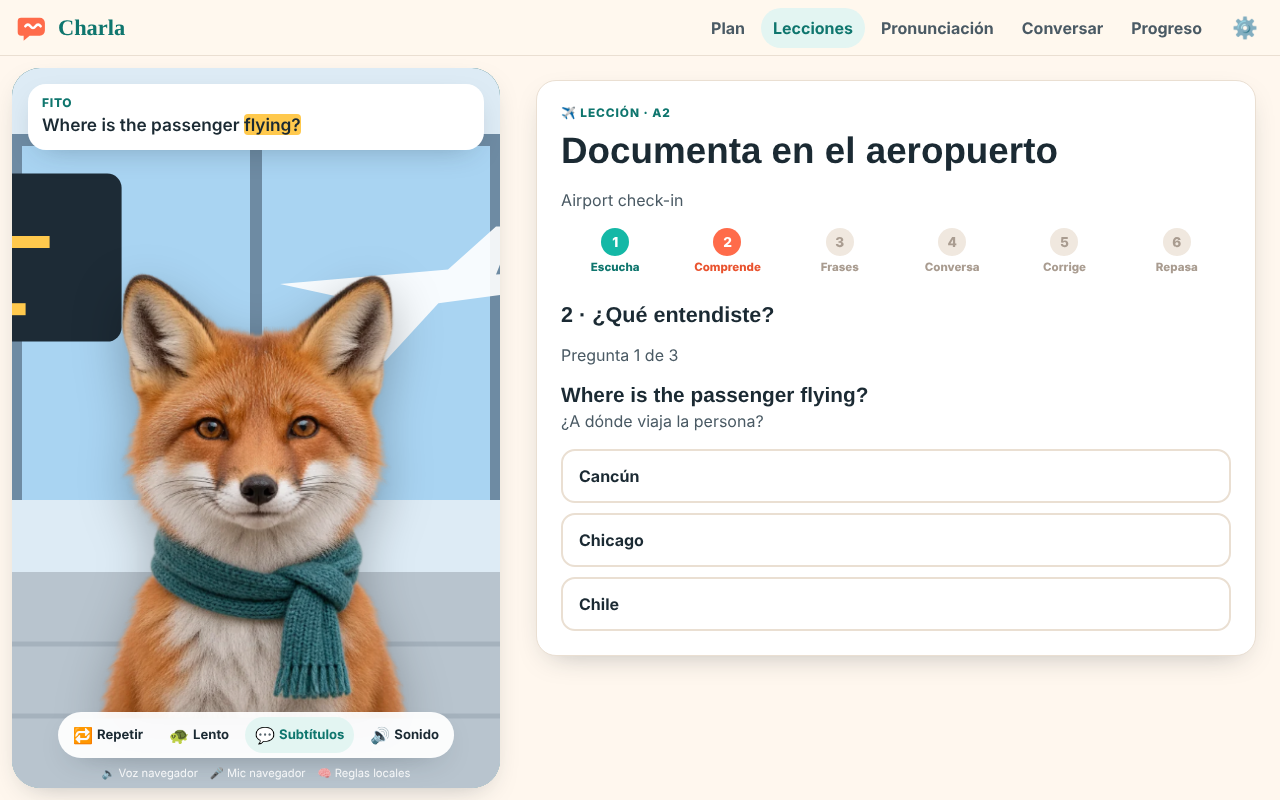 Charla
Plan
Lecciones
Pronunciación
Conversar
Progreso
FITO
Where is the passenger flying?
Repetir
Lento
Subtítulos
Sonido
Voz navegador
Mic navegador
Reglas locales
LECCIÓN · A2
Documenta en el aeropuerto
Airport check-in
1
Escucha
2
Comprende
3
Frases
4
Conversa
5
Corrige
6
Repasa
2 · ¿Qué entendiste?
Pregunta 1 de 3
Where is the passenger flying?
¿A dónde viaja la persona?
Cancún
Chicago
Chile